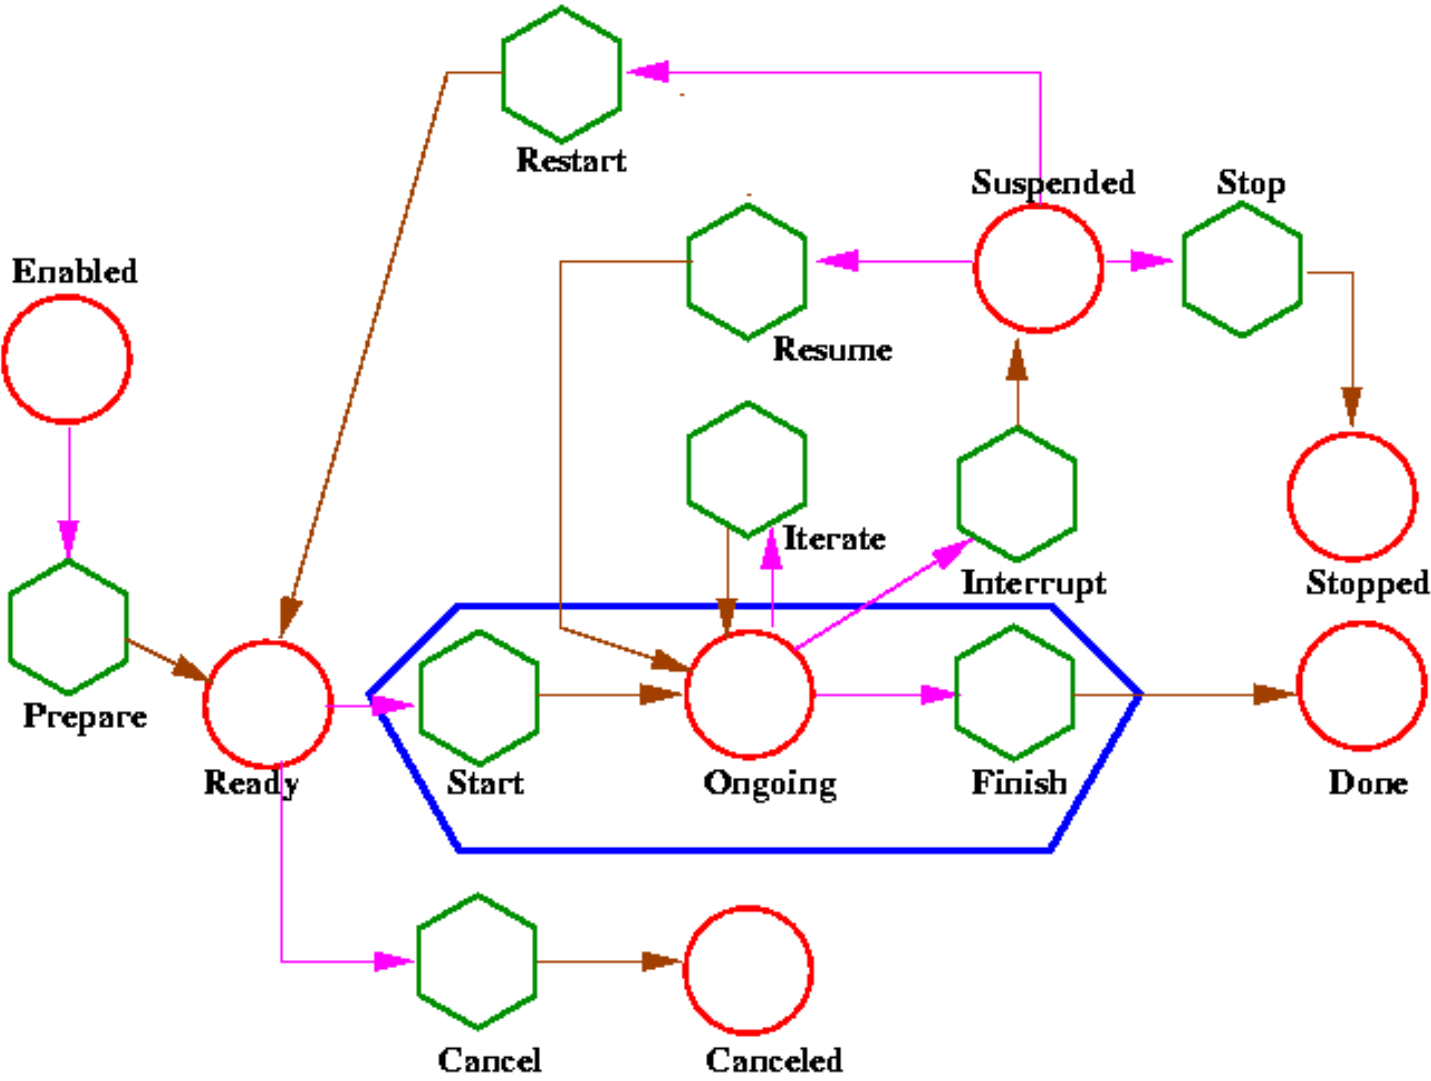 Restart
Suspended
Stop
Enabled
Resume
Iterate
Interrupt
Stopped
Prepare
Ready
Start
Ongoing
Finish
Done
Cancel
Canceled